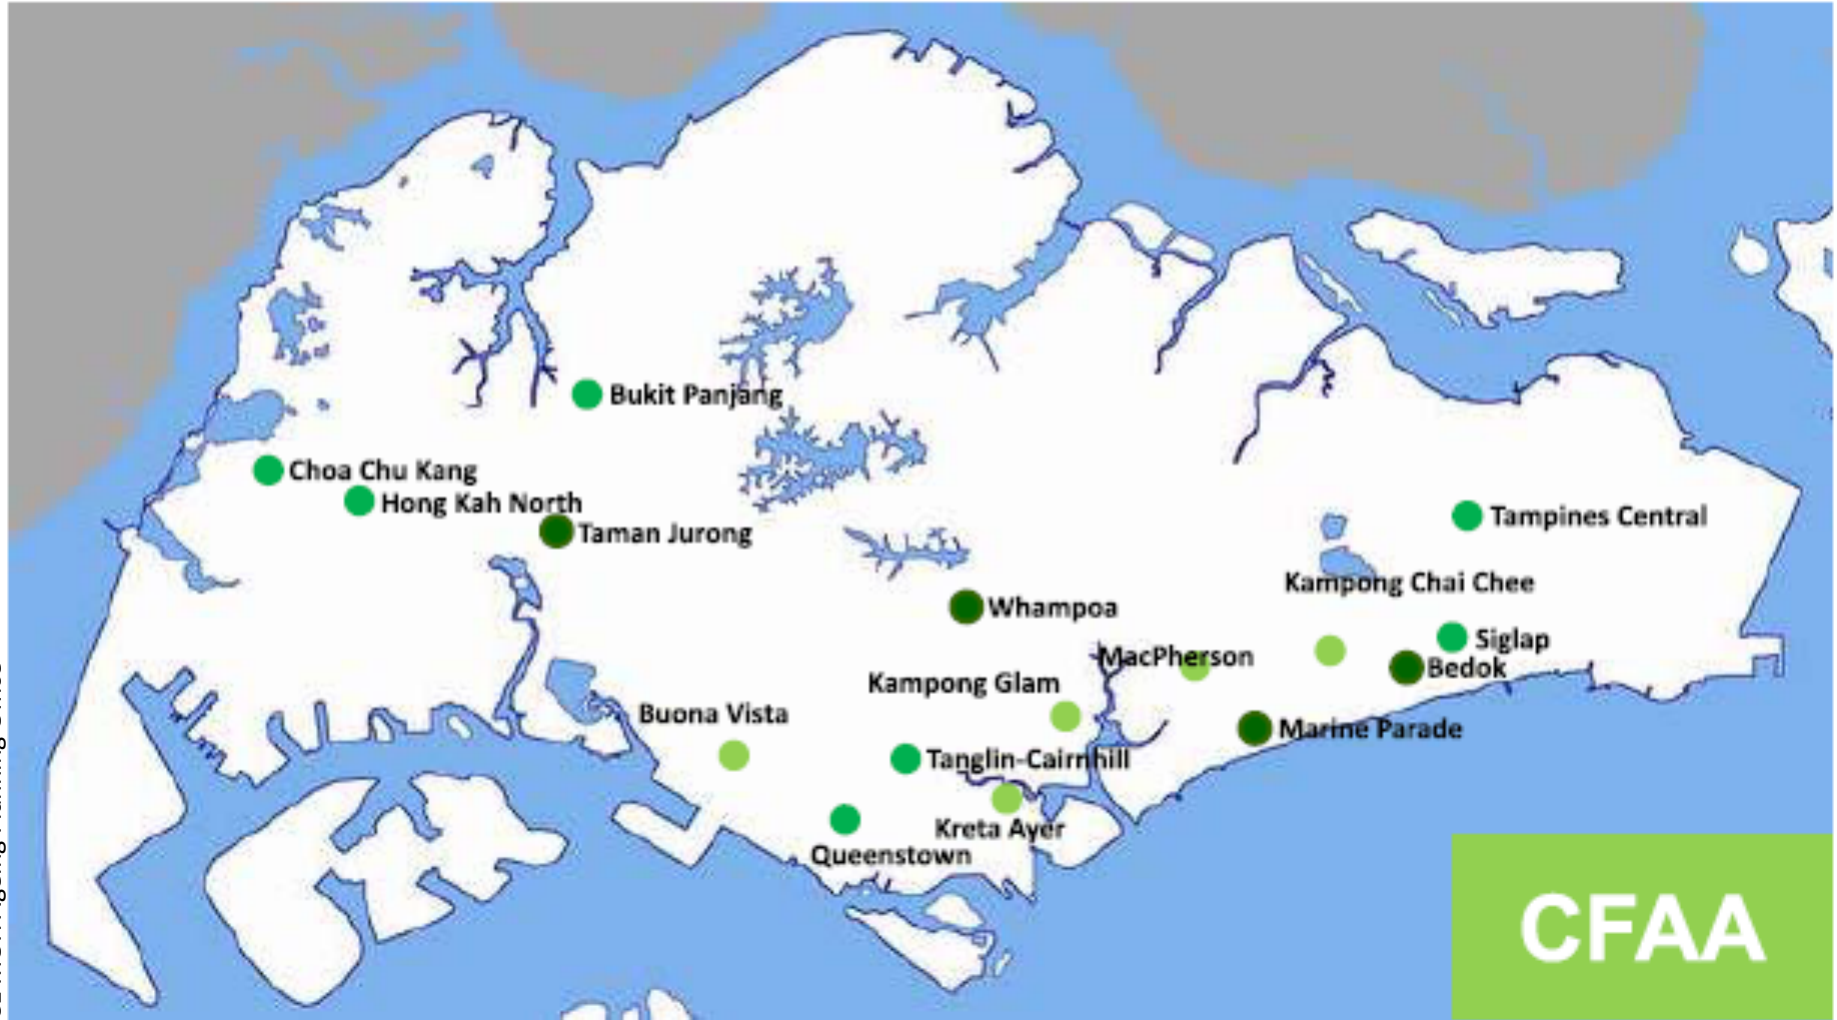 Bukit Panjang
Choa Chu Kang
Hong Kah North
Taman Jurong
Tampines Central
Kampong Chai Chee
Whampoa
Siglap
MacPherson
Bedok
Kampong Glam
Buona Vista
Marine Parade
Tanglin-Cairnhill
Kreta Ayer
Queenstown
CFAA